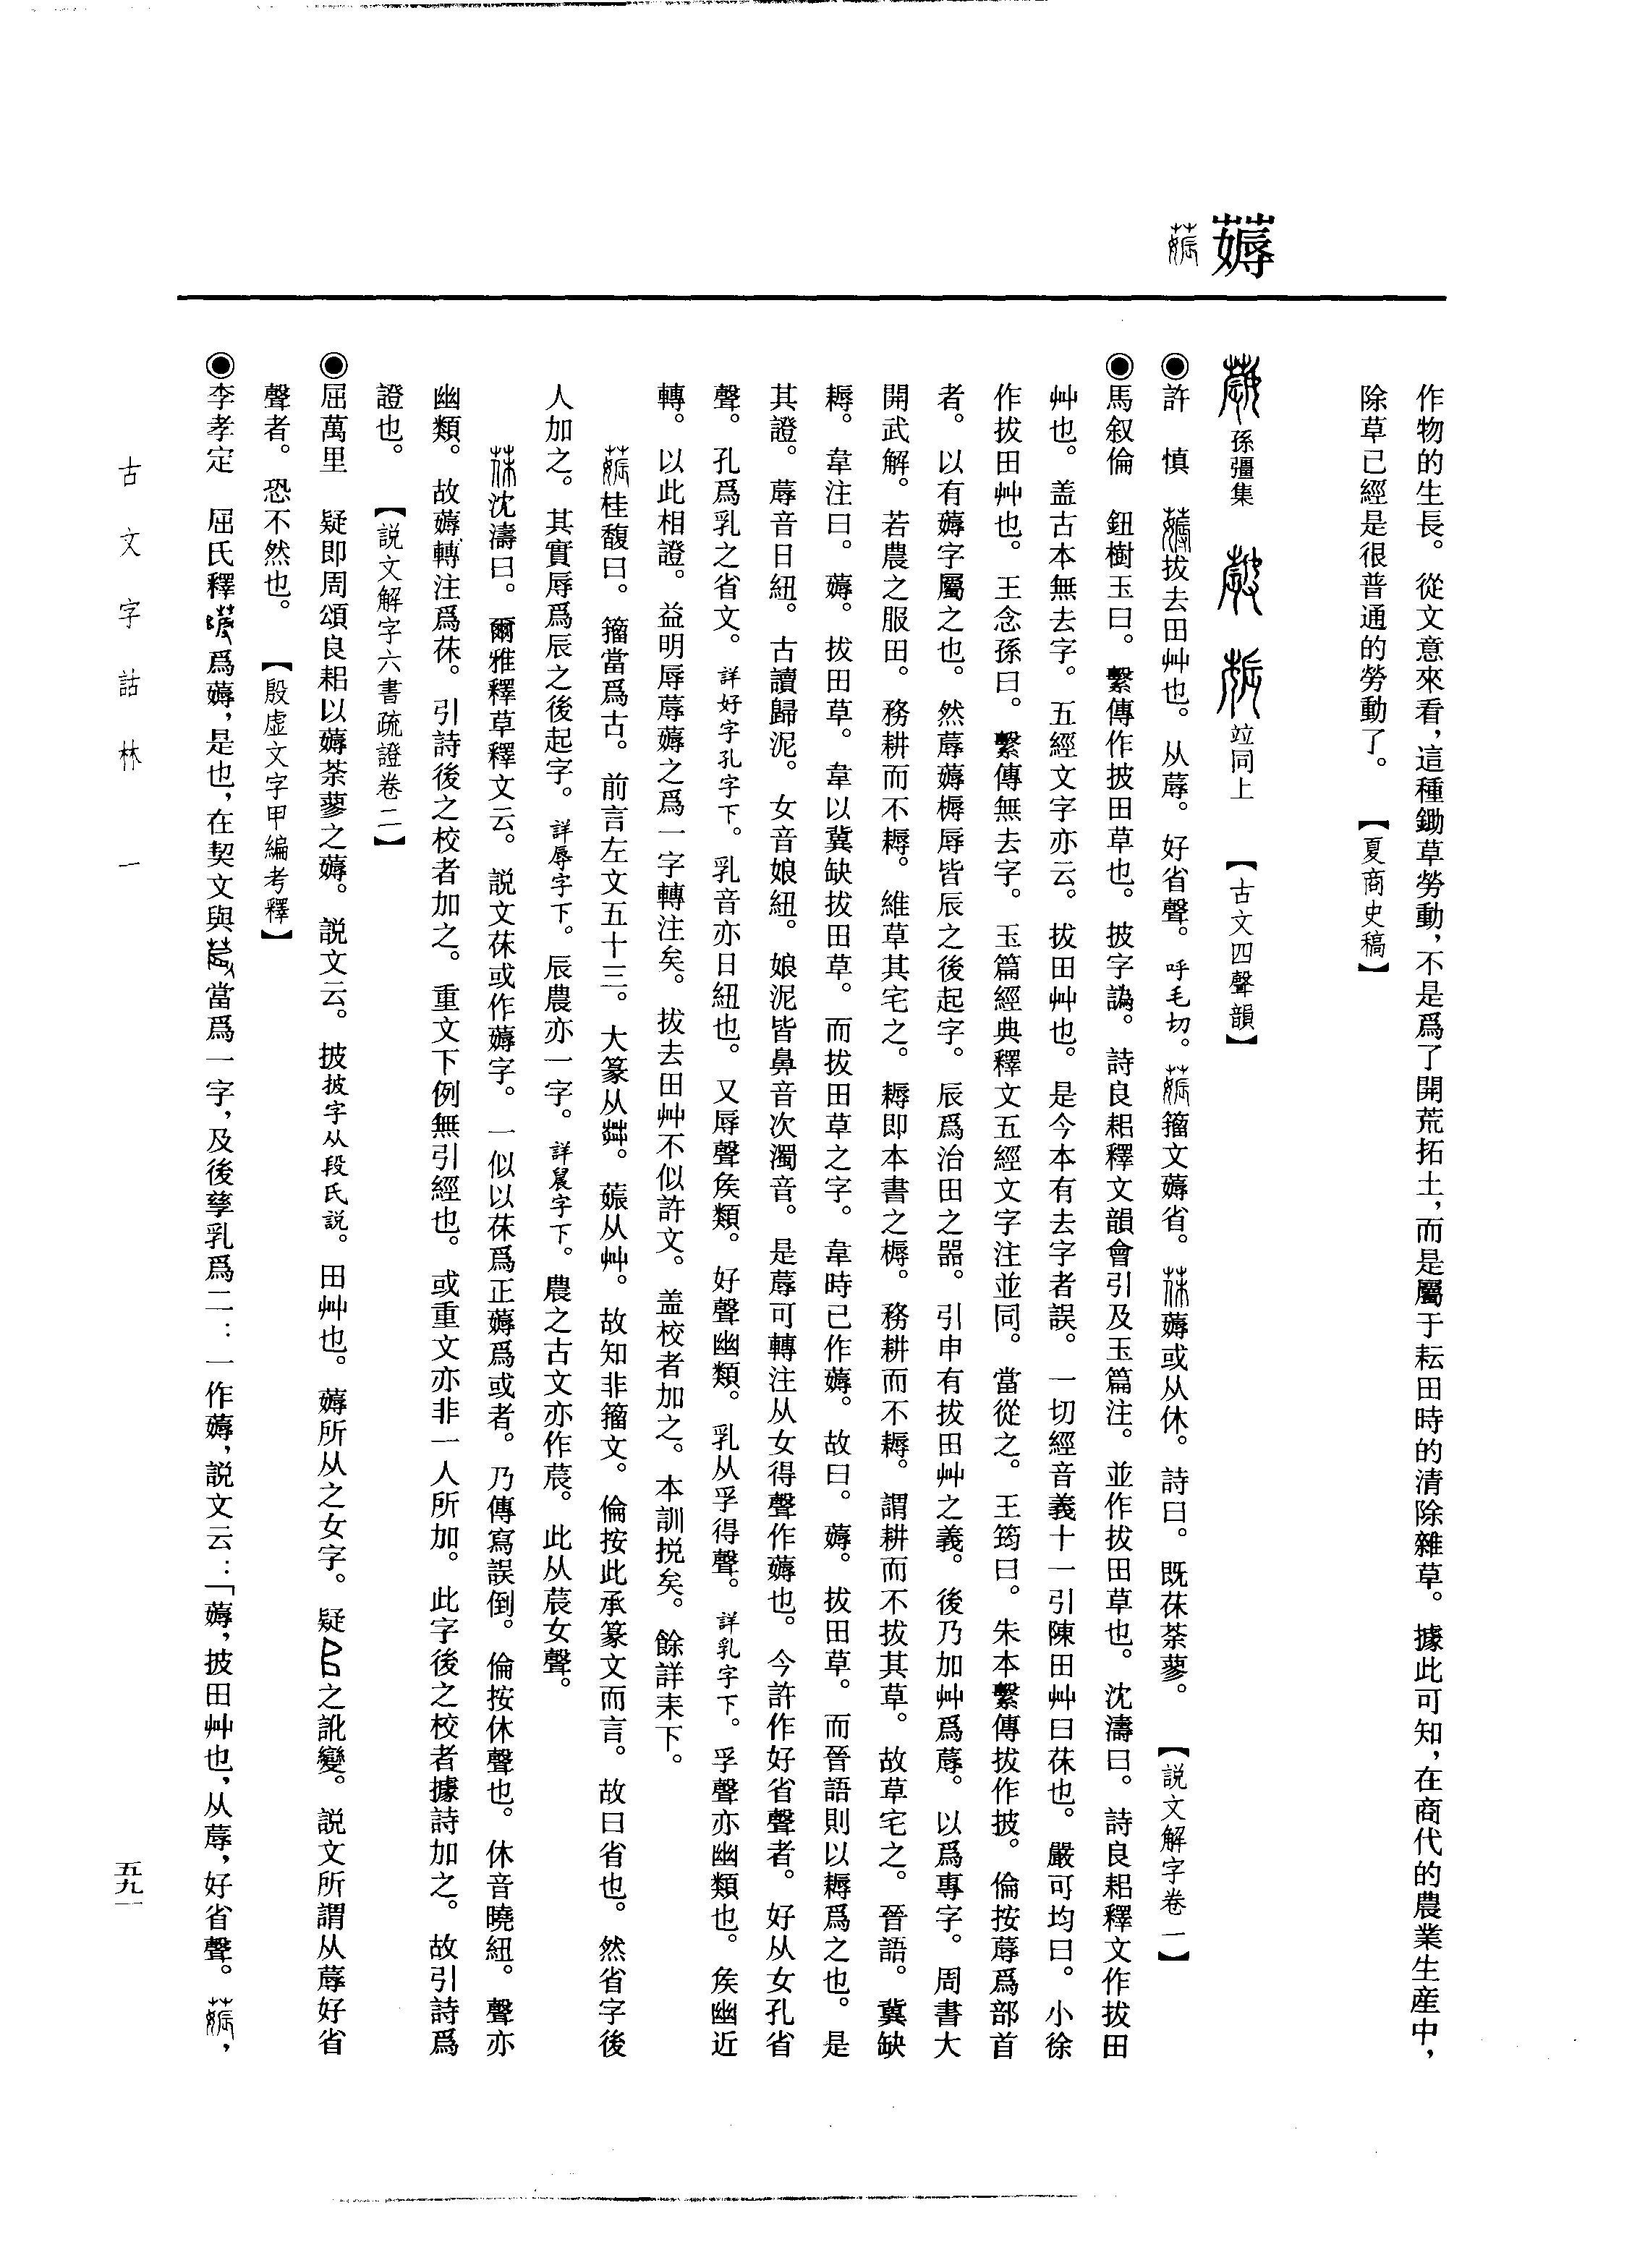 薅
作物的生長。從文意來看，這種鋤草勞動，不是爲了開荒拓土，而是屬于耘田時的清除雜草。據此可知，在商代的農業生産中，
除草已經是很普通的勞動了。【夏商史稿】
孫彊集 竝同上 【古文四聲韻】
◉許　慎　薅拔去田艸也。从蓐。好省聲。呼毛切。籀文薅省。茠薅或从休。詩曰。既茠荼蓼。【説文解字卷一】
◉馬叙倫　鈕樹玉曰。繫傳作披田草也。披字譌。詩良耜釋文韻會引及玉篇注。並作拔田草也。沈濤曰。詩良耜釋文作拔田
艸也。盖古本無去字。五經文字亦云。拔田艸也。是今本有去字者誤。一切經音義十一引陳田艸曰茠也。嚴可均曰。小徐
作拔田艸也。王念孫曰。繫傳無去字。玉篇經典釋文五經文字注並同。當從之。王筠曰。朱本繫傳拔作披。倫按蓐爲部首
者。以有薅字屬之也。然蓐薅槈辱皆辰之後起字。辰爲治田之器。引申有拔田艸之義。後乃加艸爲蓐。以爲專字。周書大
開武解。若農之服田。務耕而不耨。維草其宅之。耨即本書之槈。務耕而不耨。謂耕而不拔其草。故草宅之。晉語。冀缺
耨。韋注曰。薅。拔田草。韋以冀缺拔田草。而拔田草之字。韋時已作薅。故曰。薅。拔田草。而晉語則以耨爲之也。是
其證。蓐音日紐。古讀歸泥。女音娘紐。娘泥皆鼻音次濁音。是蓐可轉注从女得聲作薅也。今許作好省聲者。好从女孔省
聲。孔爲乳之省文。詳好字孔字下。乳音亦日紐也。又辱聲矦類。好聲幽類。乳从孚得聲。詳乳字下。孚聲亦幽類也。矦幽近
轉。以此相證。益明辱蓐薅之爲一字轉注矣。拔去田艸不似許文。盖校者加之。本訓捝矣。餘詳耒下。
桂馥曰。籀當爲古。前言左文五十三。大篆从茻。蓐从艸。故知非籀文。倫按此承篆文而言。故曰省也。然省字後
人加之。其實辱爲辰之後起字。詳辱字下。辰農亦一字。詳䢅字下。農之古文亦作莀。此从莀女聲。
茠沈濤曰。爾雅釋草釋文云。説文茠或作薅字。一似以茠爲正薅爲或者。乃傳寫誤倒。倫按休聲也。休音曉紐。聲亦
幽類。故薅轉注爲茠。引詩後之校者加之。重文下例無引經也。或重文亦非一人所加。此字後之校者據詩加之。故引詩爲
證也。【説文解字六書疏證卷二】
◉屈萬里　疑即周頌良耜以薅荼蓼之薅。説文云。披披字从段氏説。田艸也。薅所从之女字。疑之訛變。説文所謂从蓐好省
聲者。恐不然也。【殷虚文字甲編考釋】
◉李孝定　屈氏釋爲薅，是也，在契文與當爲一字，及後孳乳爲二：一作薅，説文云：「薅，披田艸也，从蓐，好省聲。，
古文字詁林　一
五九一